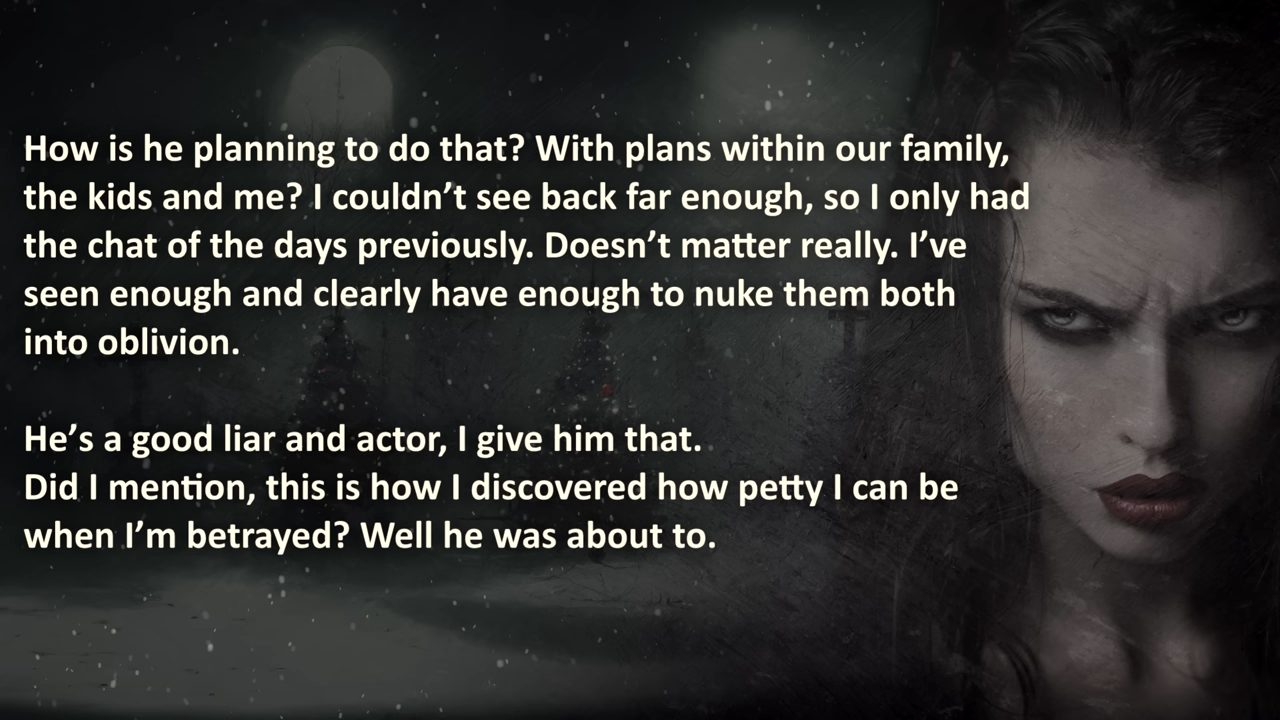 How is he planning to do that? With plans within our family,
the kids and me? I couldn’t see back far enough, so I only had
the chat of the days previously. Doesn’t matter really. I’ve
seen enough and clearly have enough to nuke them both
into oblivion.
He’s a good liar and actor, I give him that.
Did I mention, this is how I discovered how petty I can be
when I’m betrayed? Well he was about to.